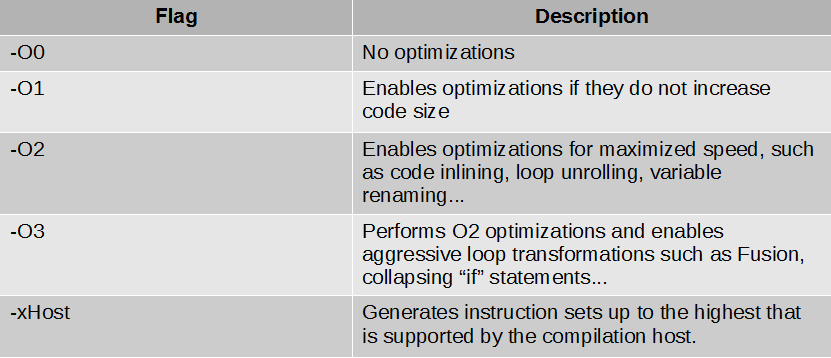 Flag Description
-O0 No optimizations
-O1 Enables optimizations if they do not increase
code size
-O2 Enables optimizations for maximized speed, such
as code inlining, loop unrolling, variable
renaming...
-O3 Performs O2 optimizations and enables
aggressive loop transformations such as Fusion,
collapsing “if” statements...
-xHost Generates instruction sets up to the highest that
is supported by the compilation host.